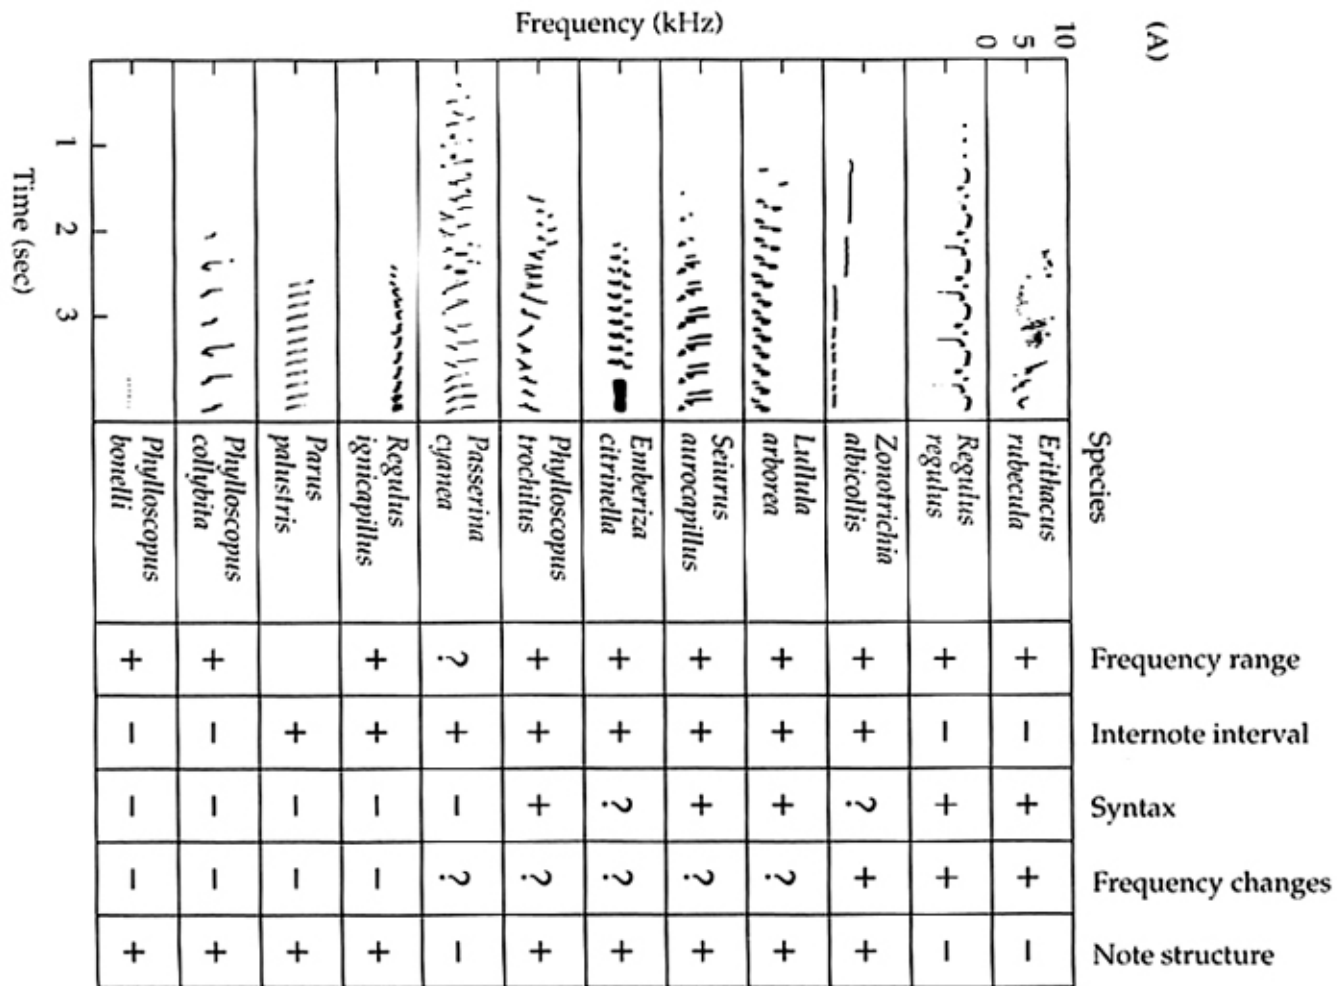 (A)
Species
Frequency range
Internote interval
Syntax
Frequency changes
Note structure
Frequency (kHz)
10
5
0
Erithacus
rubecula
+ − + + −
Regulus
regulus
+ − + + −
Zonotrichia
albicollis
+ + ? + +
Lullula
arborea
+ + + ? +
Seiurus
aurocapillus
+ + + ? +
Emberiza
citrinella
+ + ? ? +
Phylloscopus
trochilus
+ + + ? +
Passerina
cyanea
? + − ? −
Regulus
ignicapillus
+ + − − +
Parus
palustris
+ − − +
Phylloscopus
collybita
+ − − − +
Phylloscopus
bonelli
+ − − − +
1 2 3
Time (sec)